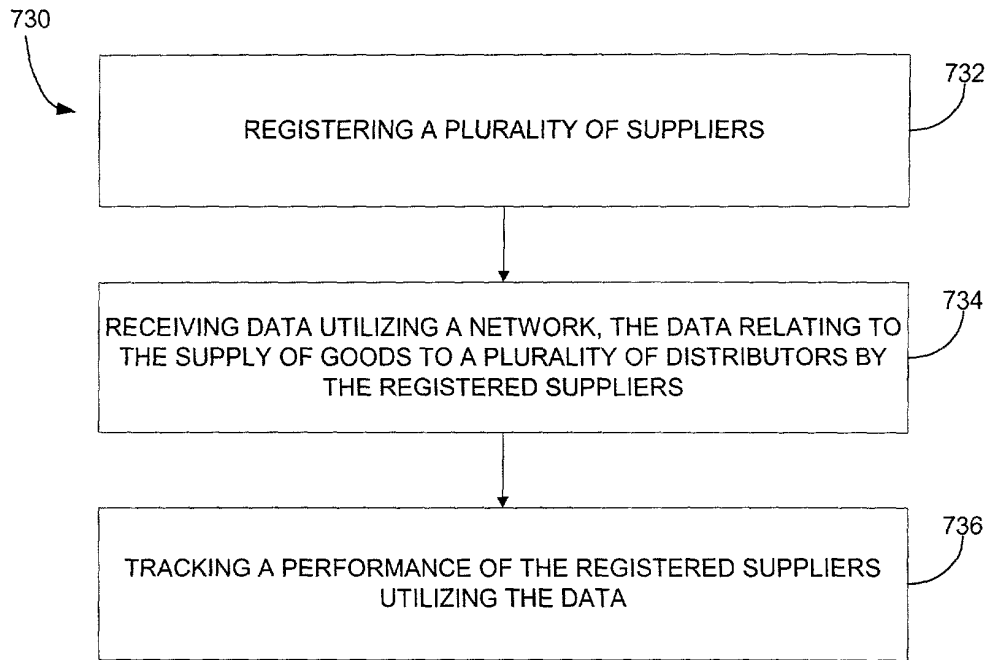 730
732
REGISTERING A PLURALITY OF SUPPLIERS
734
RECEIVING DATA UTILIZING A NETWORK, THE DATA RELATING TO
THE SUPPLY OF GOODS TO A PLURALITY OF DISTRIBUTORS BY
THE REGISTERED SUPPLIERS
736
TRACKING A PERFORMANCE OF THE REGISTERED SUPPLIERS
UTILIZING THE DATA